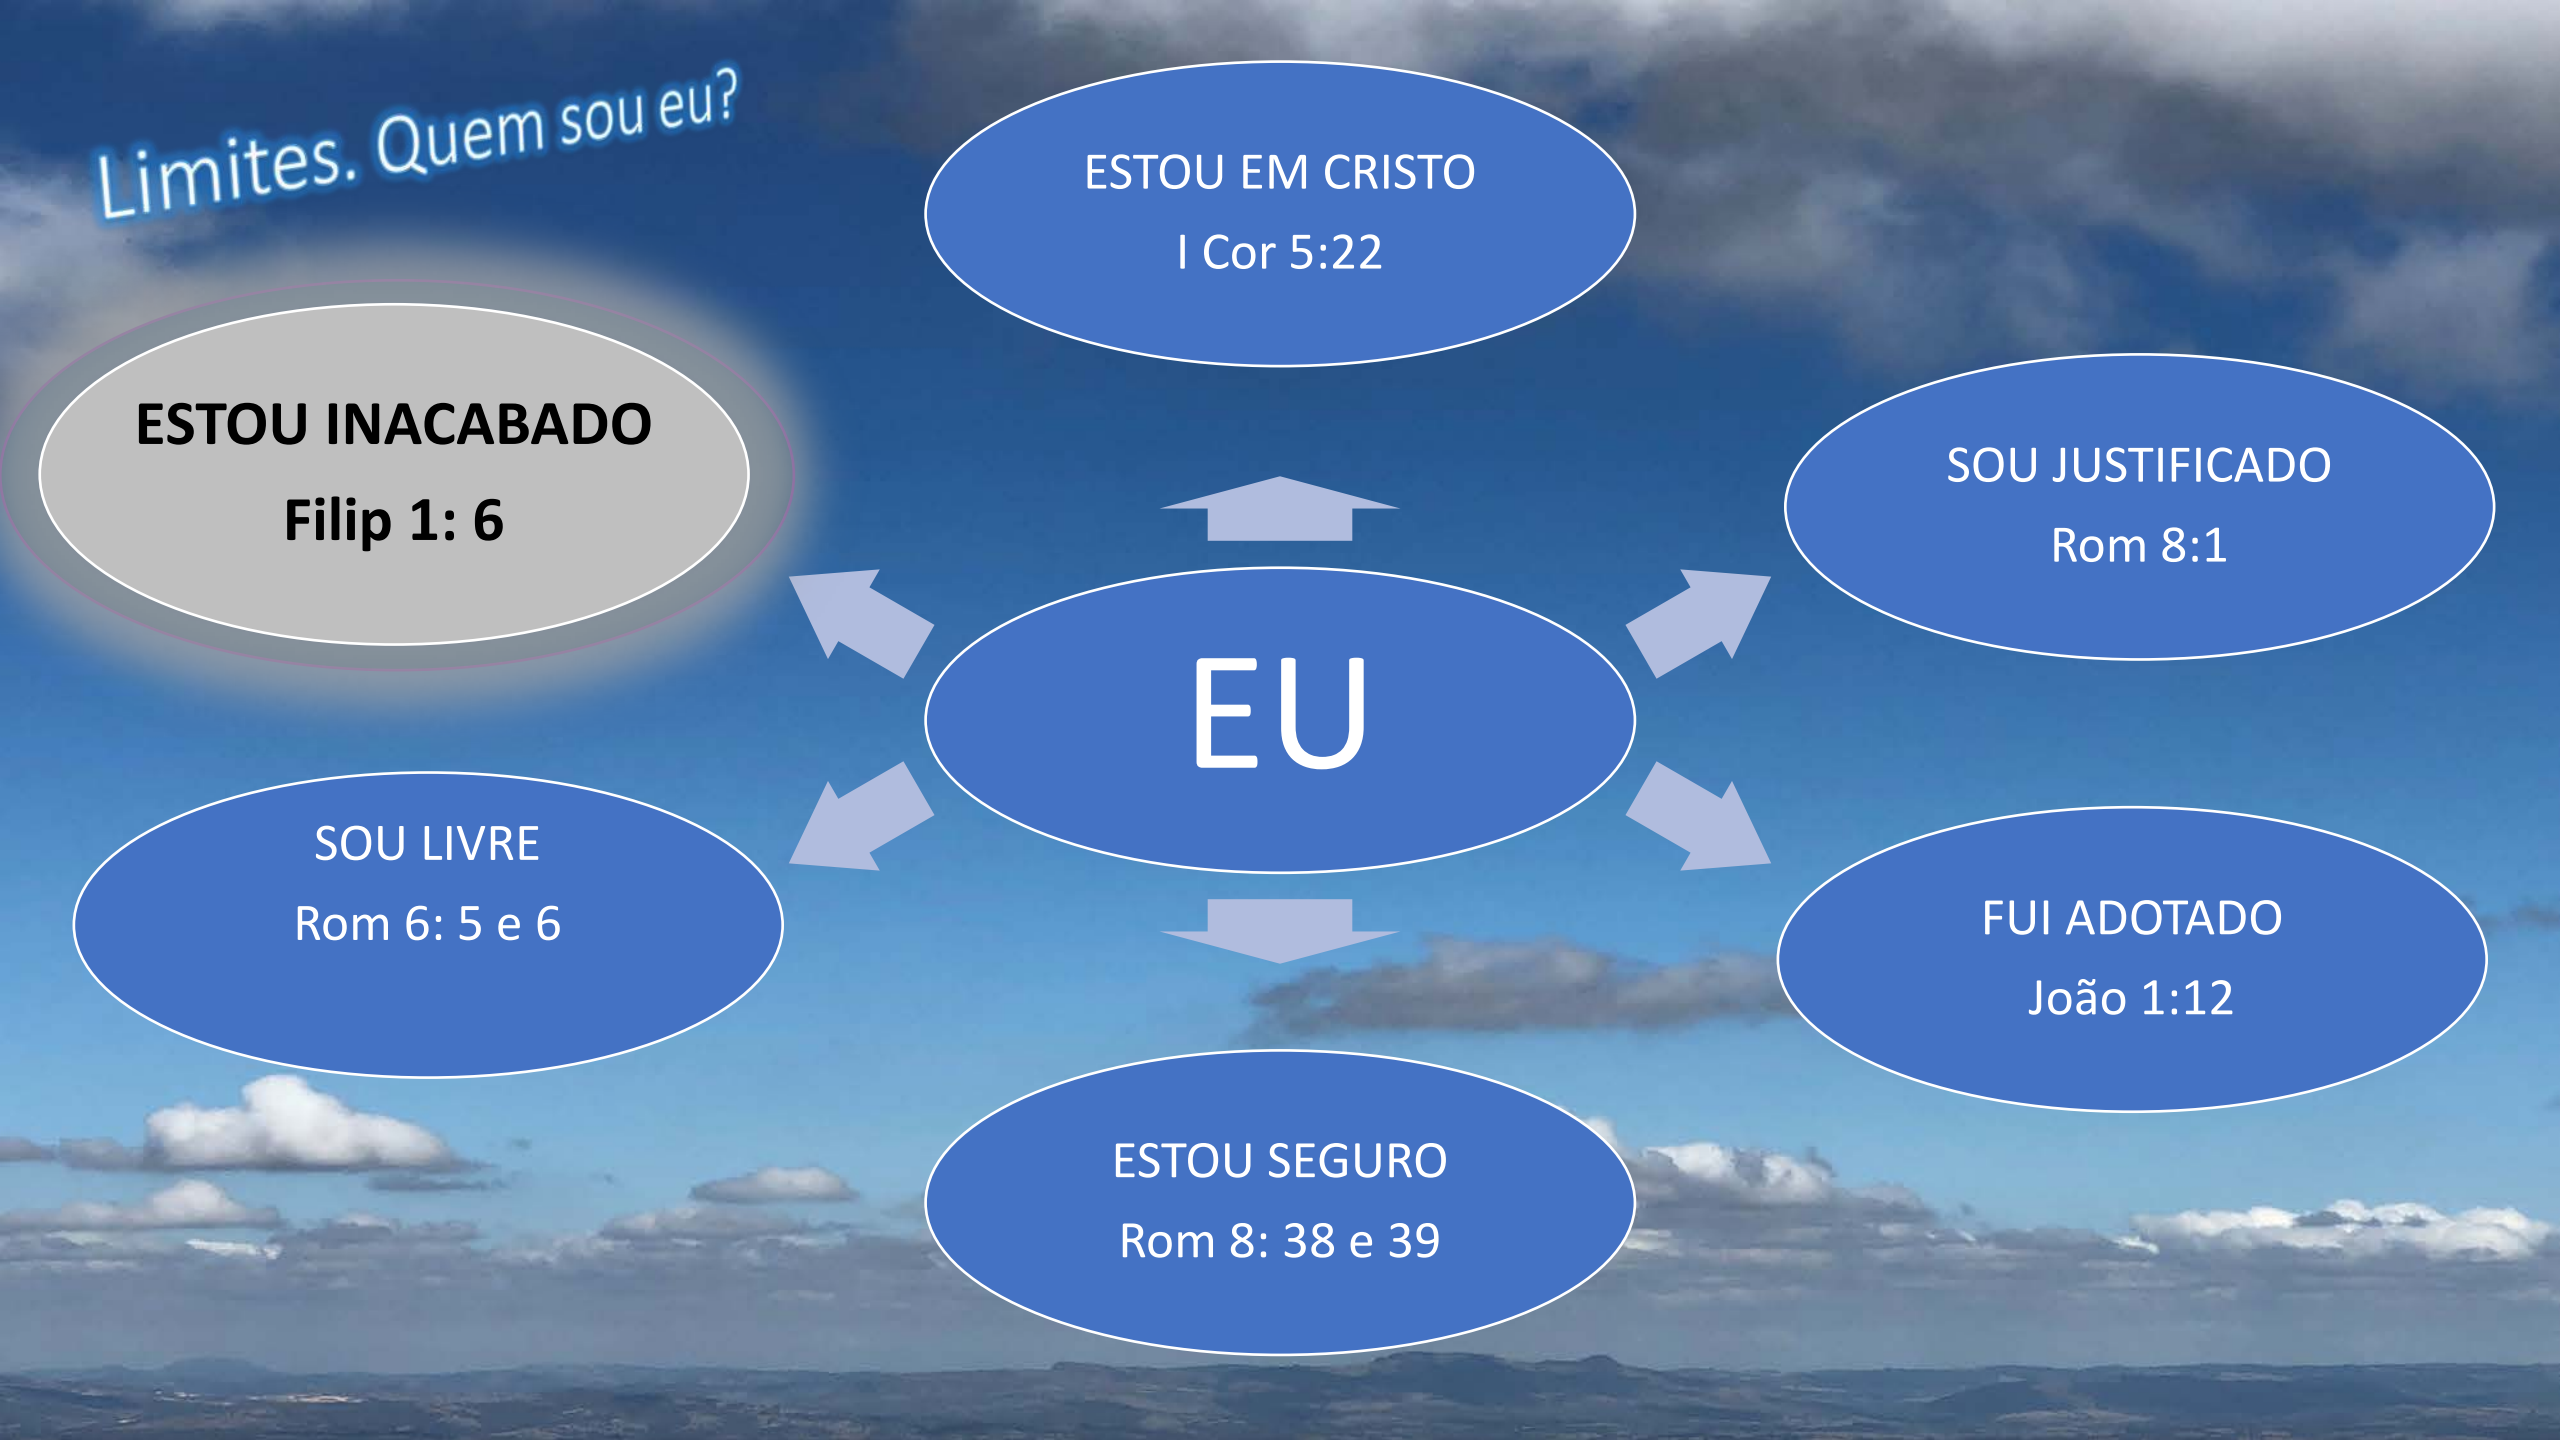 Limites. Quem sou eu?
ESTOU EM CRISTO
I Cor 5:22
SOU JUSTIFICADO
Rom 8:1
FUI ADOTADO
João 1:12
ESTOU SEGURO
Rom 8: 38 e 39
SOU LIVRE
Rom 6: 5 e 6
ESTOU INACABADO
Filip 1: 6
EU